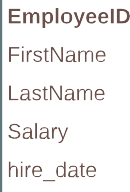 EmployeeID
FirstName
LastName
Salary
hire_date